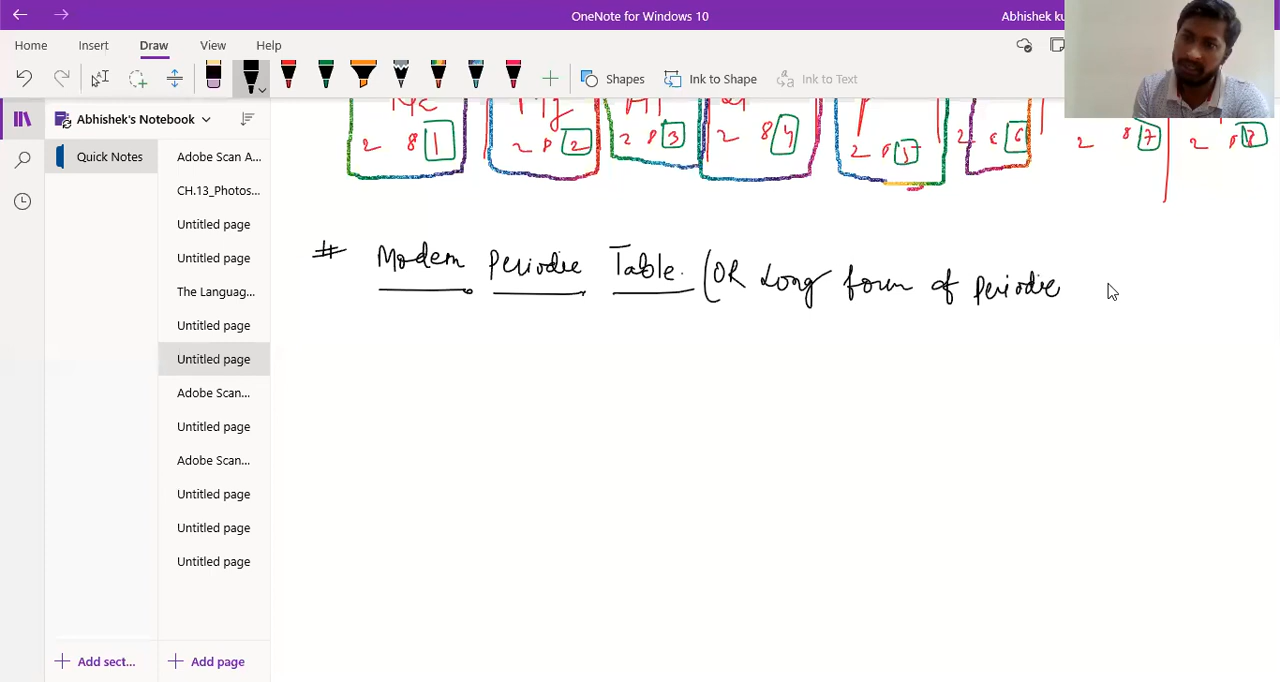 OneNote for Windows 10
Abhishek ku
Home Insert Draw View Help
Shapes Ink to Shape Ink to Text
Abhishek's Notebook
Quick Notes
Adobe Scan A...
CH.13_Photos...
Untitled page
Untitled page
The Languag...
Untitled page
Untitled page
Adobe Scan...
Untitled page
Adobe Scan...
Untitled page
Untitled page
Untitled page
Add sect...
Add page
2 8 1 2 8 2 2 8 3 2 8 4 2 8 5 2 8 6 2 8 7 2 8 8
# Modern Periodic Table. (OR Long form of Periodic